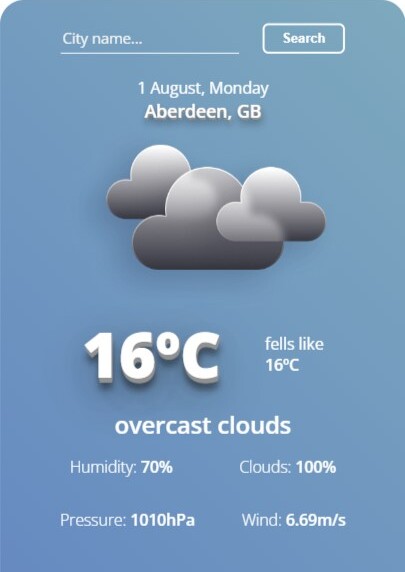 City name... Search
1 August, Monday
Aberdeen, GB
16ºC
fells like
16ºC
overcast clouds
Humidity: 70% Clouds: 100%
Pressure: 1010hPa Wind: 6.69m/s